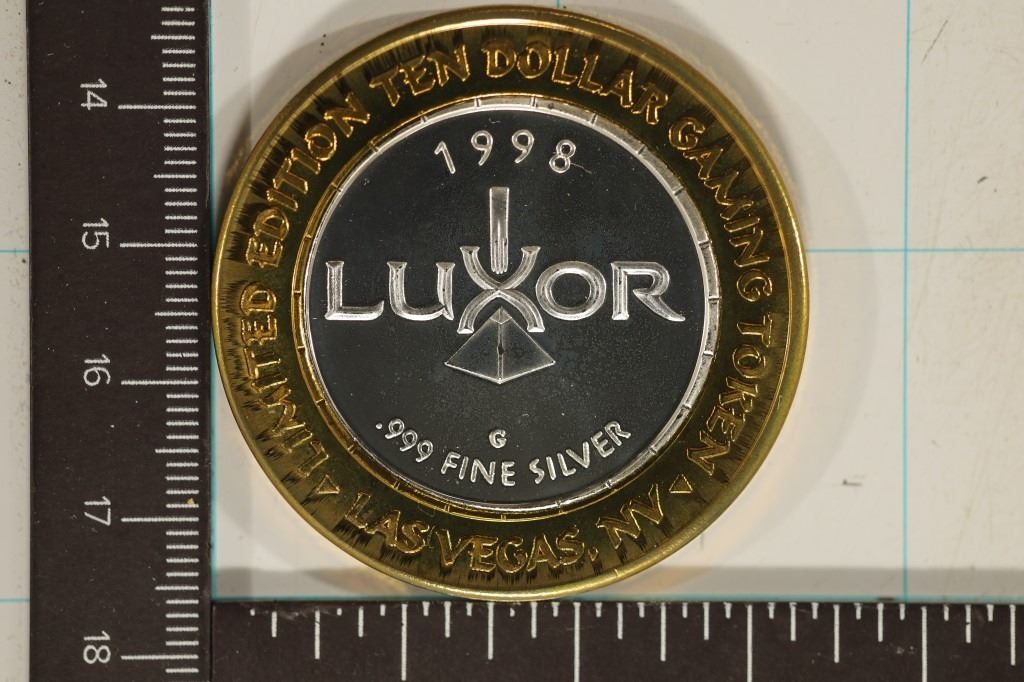 LIMITED EDITION TEN DOLLAR GAMING TOKEN
1998
LUXOR
G
.999 FINE SILVER
LAS VEGAS, NV
14
15
16
17
18